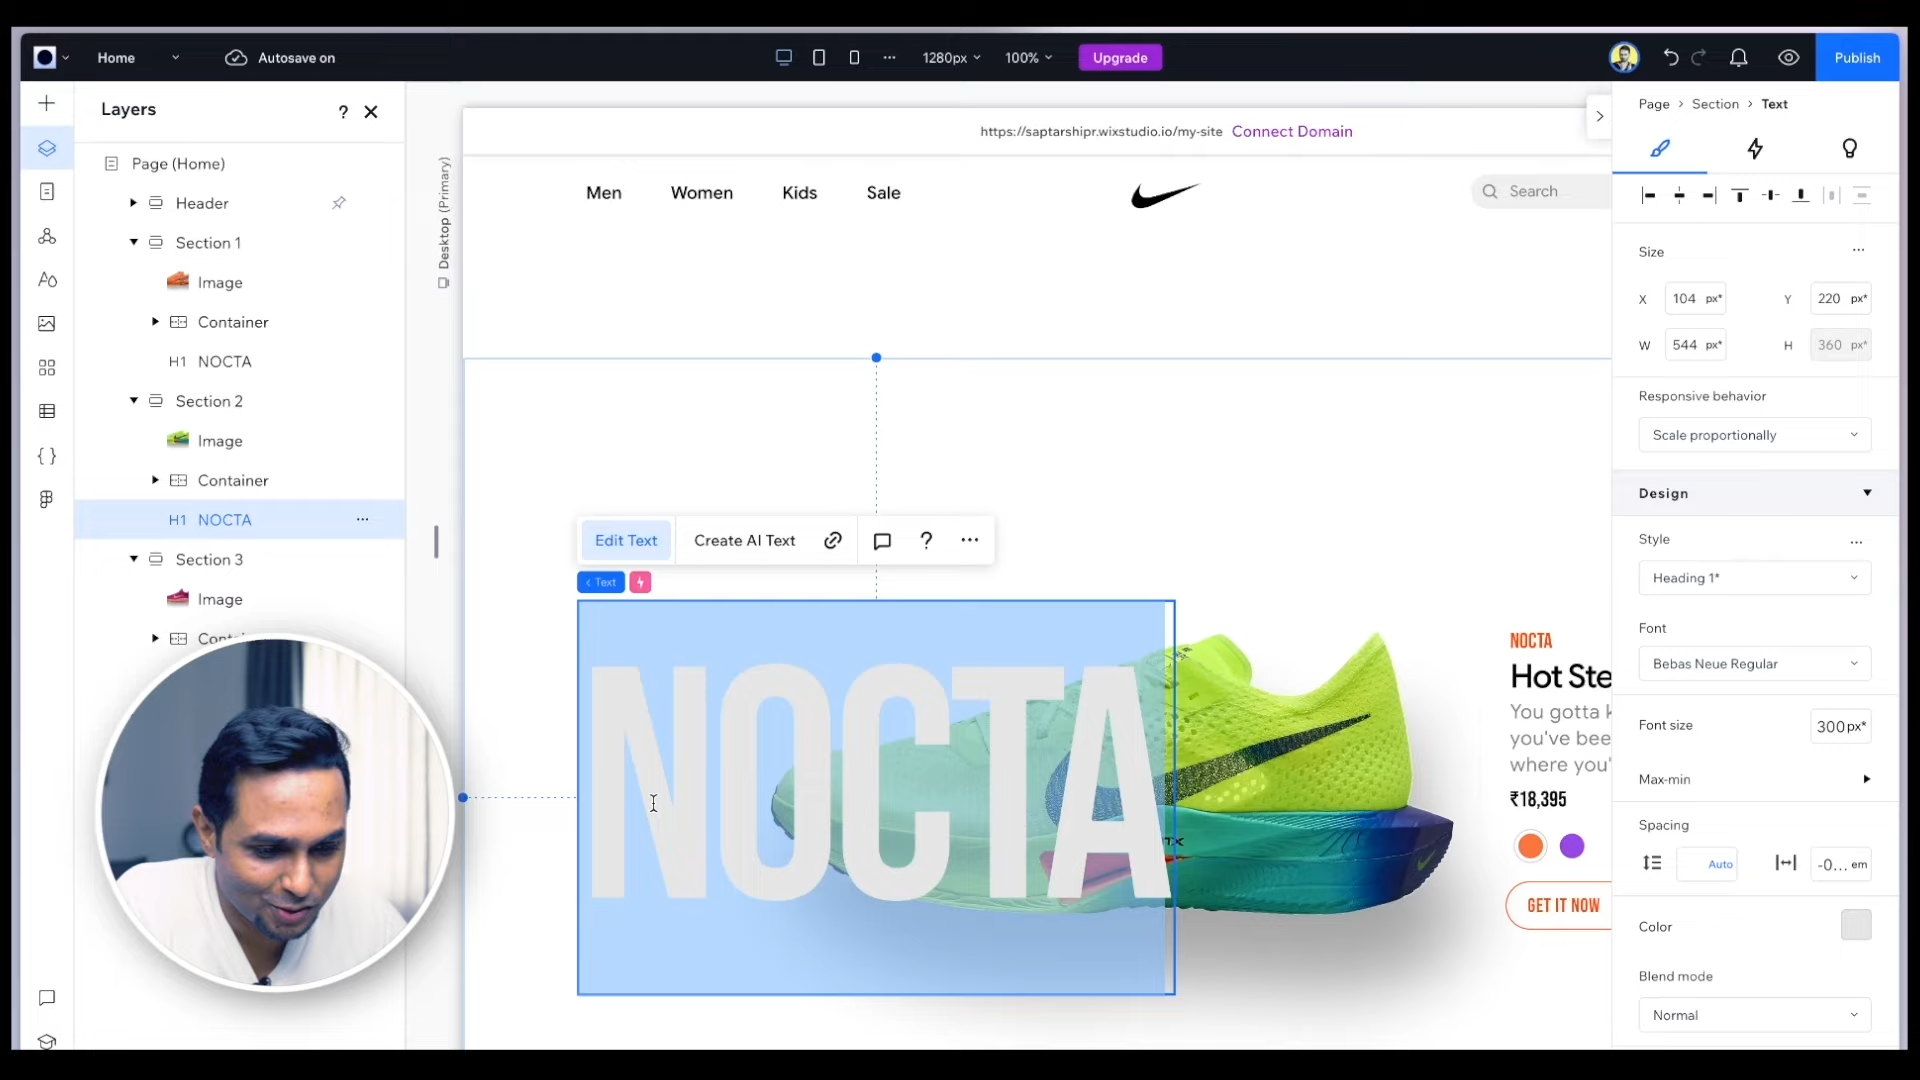 Home
Autosave on
1280px
100%
Upgrade
Publish
Layers
?
Page (Home)
Header
Section 1
Image
Container
H1 NOCTA
Section 2
Image
Container
H1 NOCTA
Section 3
Image
Desktop (Primary)
https://saptarshipr.wixstudio.io/my-site Connect Domain
Men
Women
Kids
Sale
Search
Edit Text
Create AI Text
?
< Text
NOCTA
NOCTA
Hot Ste
You gotta k
you've bee
where you'
₹18,395
GET IT NOW
Page > Section > Text
Size
X 104 px*
Y 220 px*
W 544 px*
H 360 px*
Responsive behavior
Scale proportionally
Design
Style
Heading 1*
Font
Bebas Neue Regular
Font size
300px*
Max-min
Spacing
Auto
-0... em
Color
Blend mode
Normal